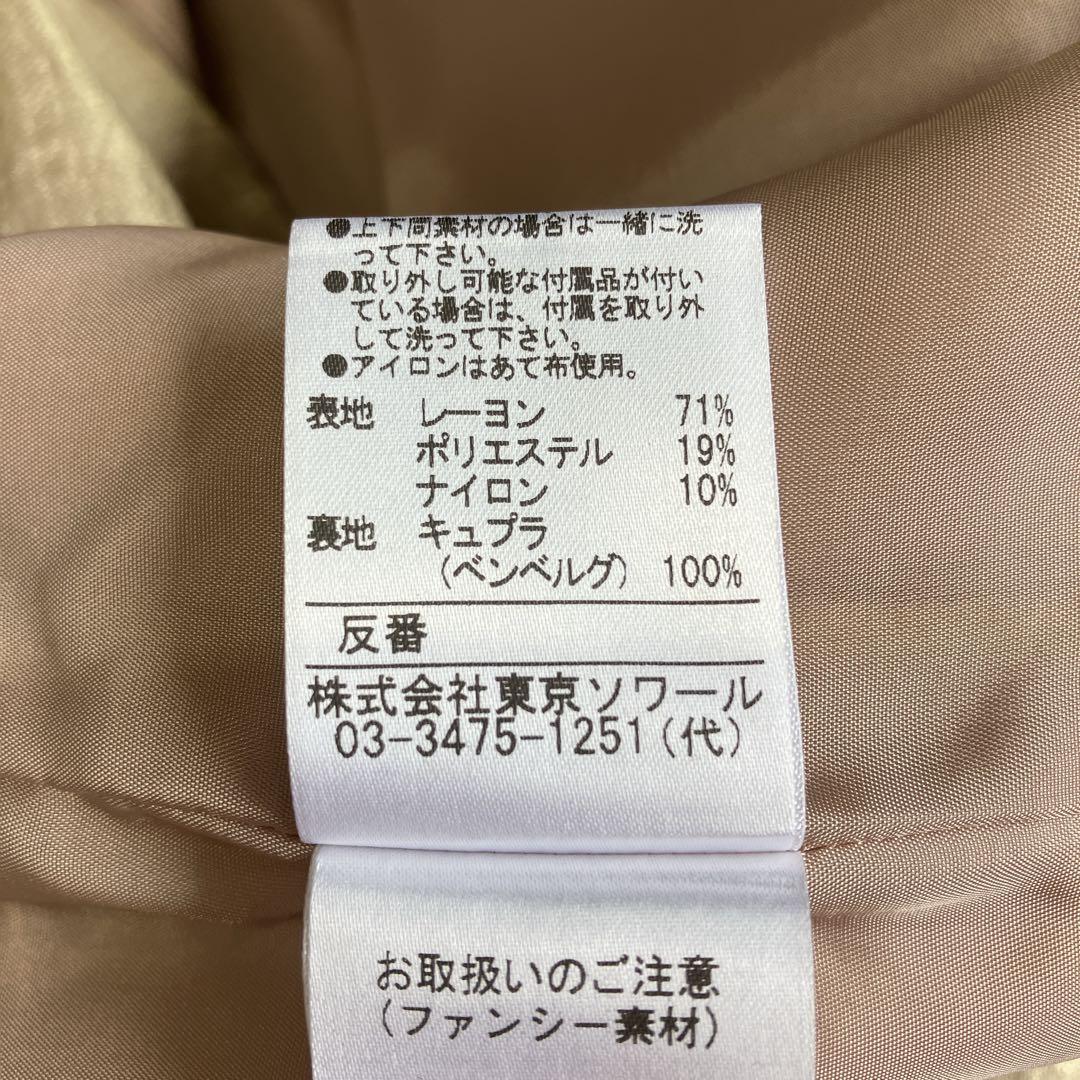 ●上下同素材の場合は一緒に洗
って下さい。
●取り外し可能な付属品が付い
ている場合は、付属を取り外
して洗って下さい。
●アイロンはあて布使用。
表地 レーヨン 71%
ポリエステル 19%
ナイロン 10%
裏地 キュプラ
(ベンベルグ) 100%
反番
株式会社東京ソワール
03-3475-1251(代)
お取扱いのご注意
(ファンシー素材)